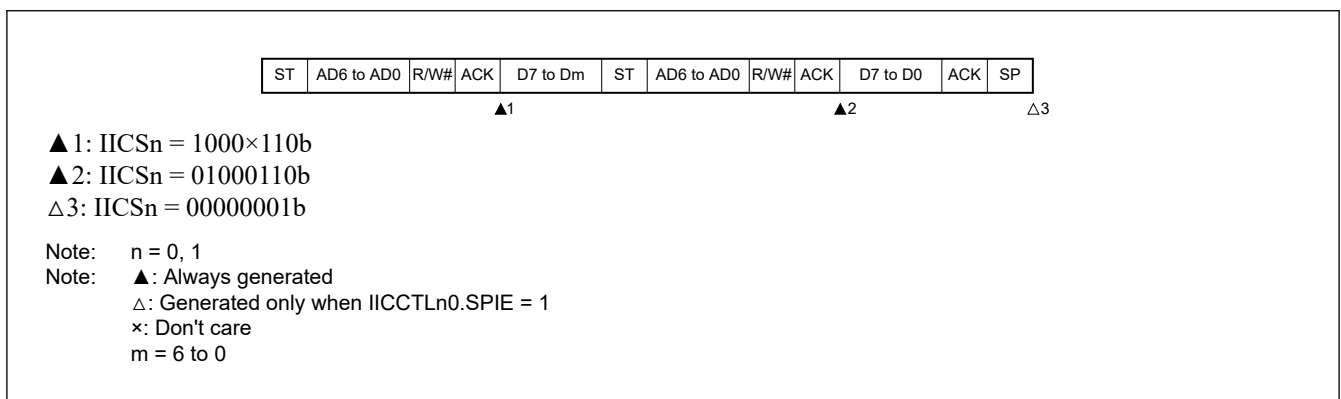 ST AD6 to AD0 R/W# ACK D7 to Dm ST AD6 to AD0 R/W# ACK D7 to D0 ACK SP
▲1 ▲2 △3
▲1: IICSn = 1000×110b
▲2: IICSn = 01000110b
△3: IICSn = 00000001b
Note: n = 0, 1
Note: ▲: Always generated
△: Generated only when IICCTLn0.SPIE = 1
×: Don't care
m = 6 to 0